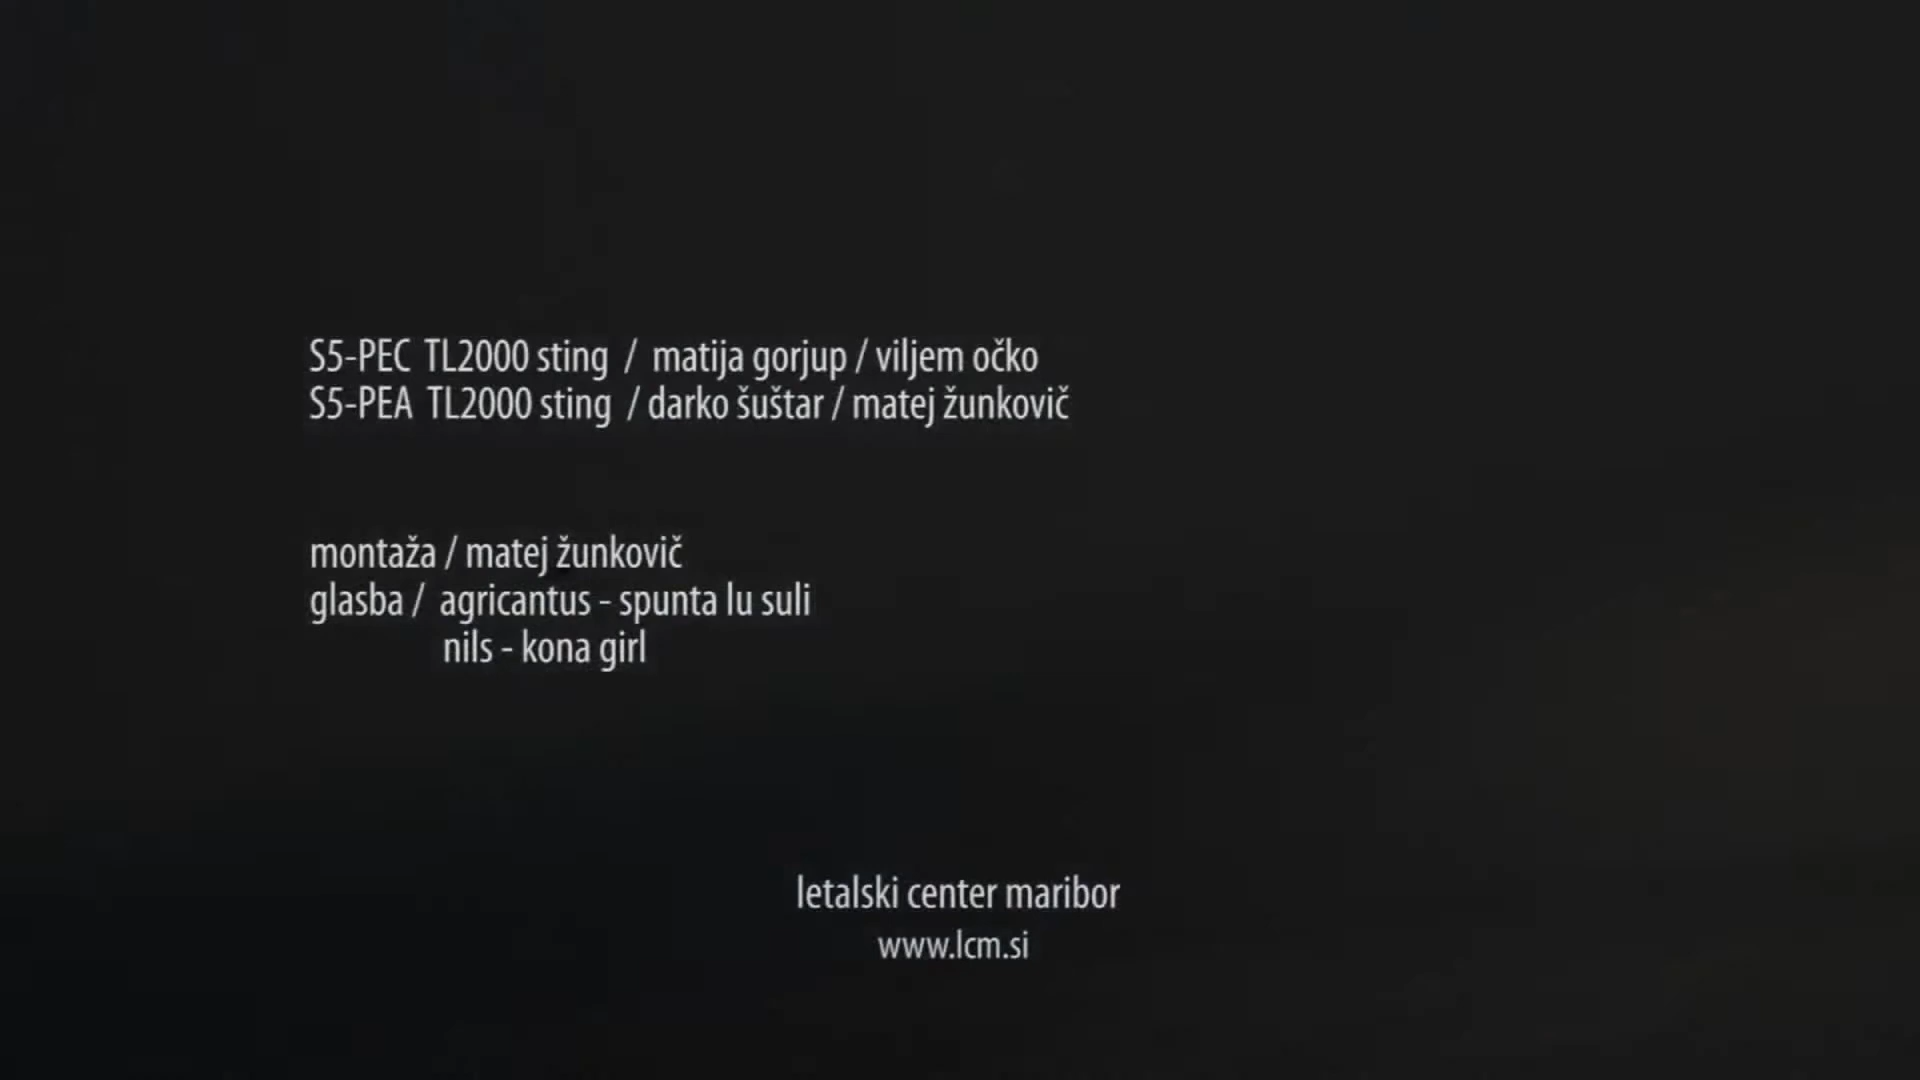 S5-PEC TL2000 sting / matija gorjup / viljem očko
S5-PEA TL2000 sting / darko šuštar / matej žunkovič
montaža / matej žunkovič
glasba / agricantus - spunta lu suli
nils - kona girl
letalski center maribor
www.lcm.si